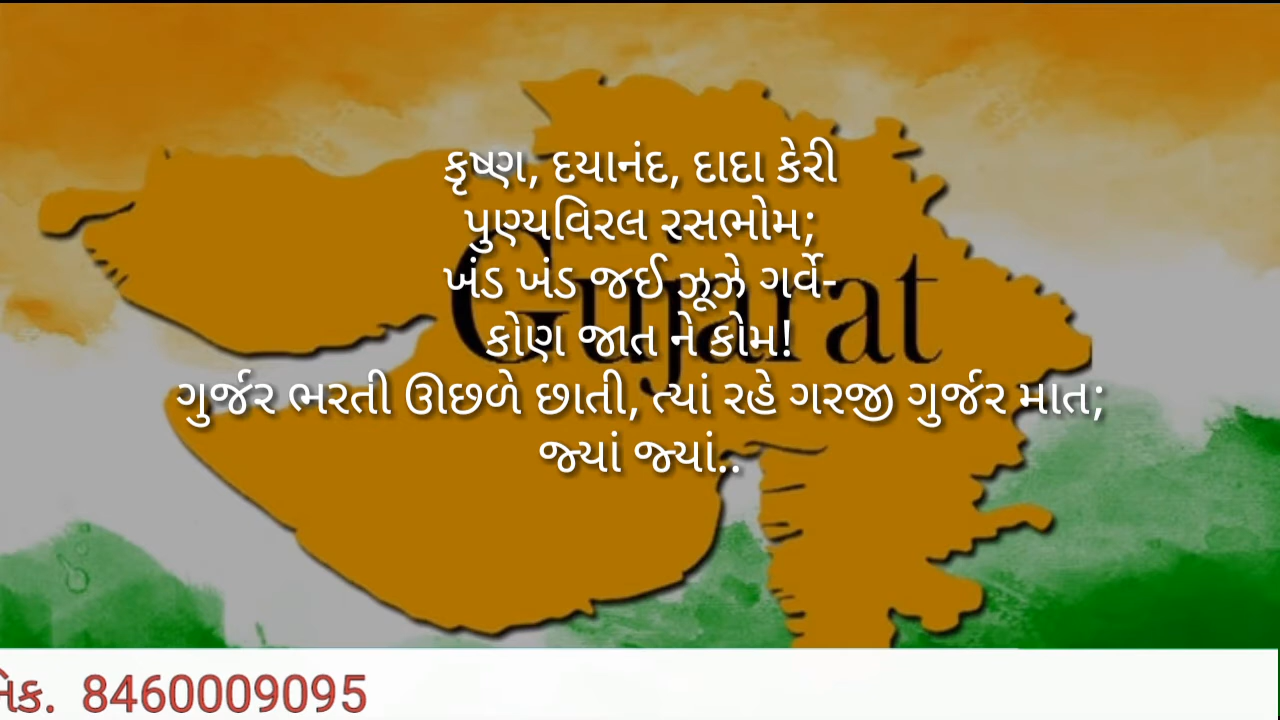 કૃષ્ણ, દયાનંદ, દાદા કેરી
પુણ્યવિરલ રસભોમ;
ખંડ ખંડ જઈ ઝૂઝે ગર્વે-
કોણ જાત ને કોમ!
Gujarat
ગુર્જર ભરતી ઊછળે છાતી, ત્યાં રહે ગરજી ગુર્જર માત;
જ્યાં જ્યાં..
8460009095